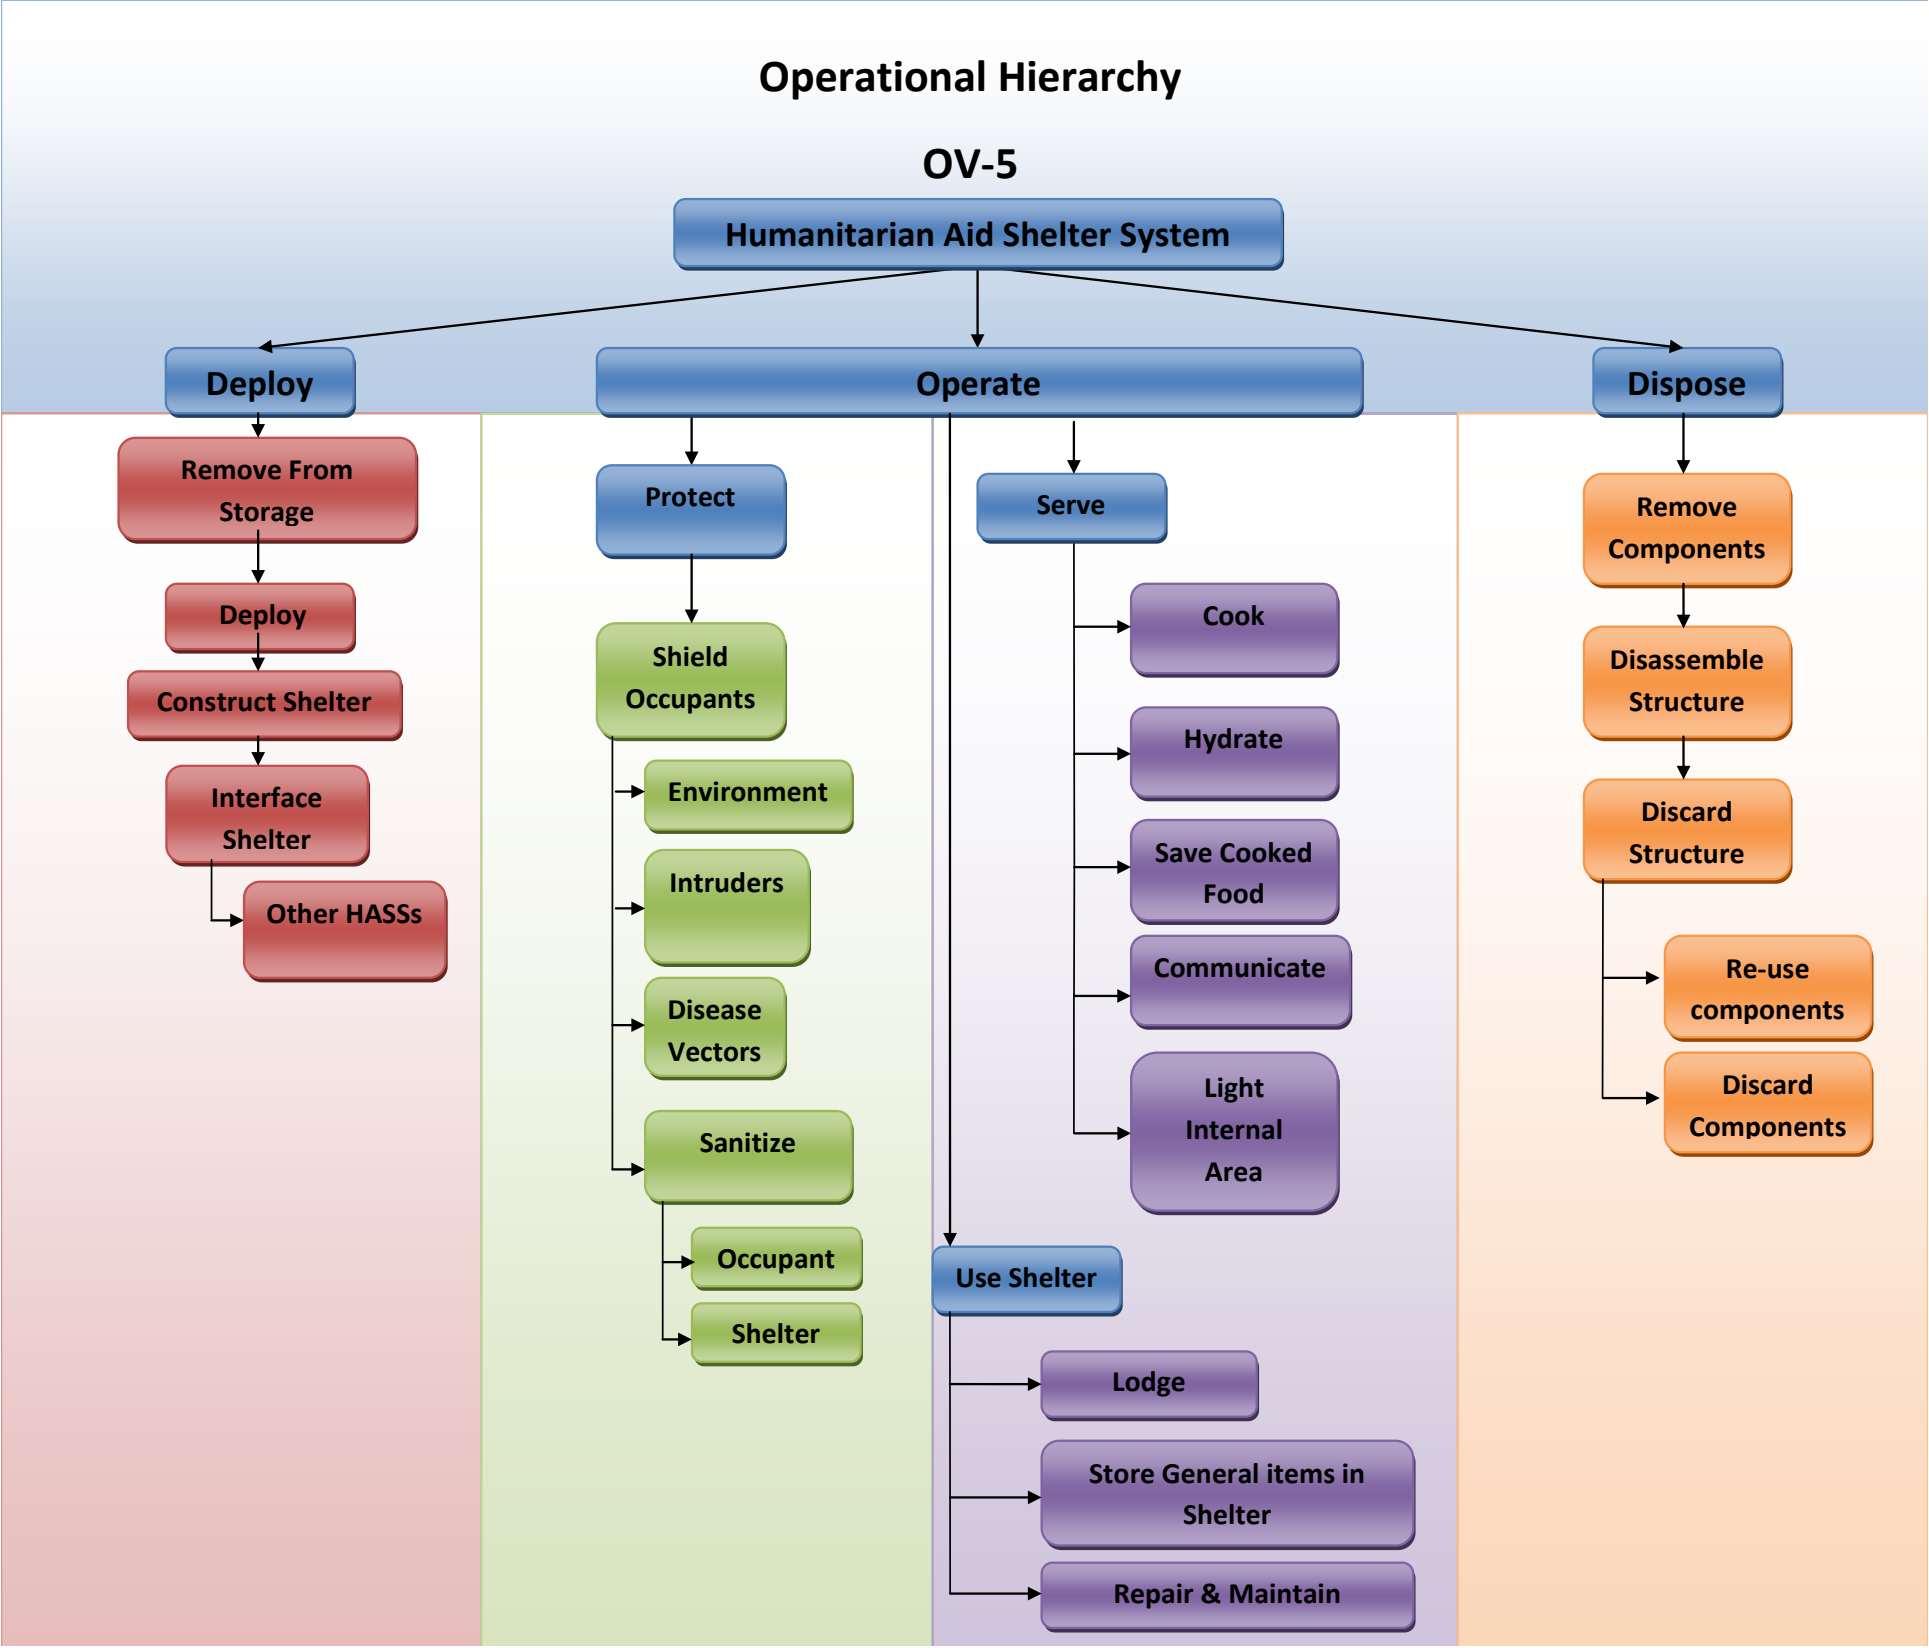 Operational Hierarchy
OV-5
Humanitarian Aid Shelter System
Deploy
Operate
Dispose
Remove From
Storage
Deploy
Construct Shelter
Interface
Shelter
Other HASSs
Protect
Shield
Occupants
Environment
Intruders
Disease
Vectors
Sanitize
Occupant
Shelter
Serve
Cook
Hydrate
Save Cooked
Food
Communicate
Light
Internal
Area
Use Shelter
Lodge
Store General items in
Shelter
Repair & Maintain
Remove
Components
Disassemble
Structure
Discard
Structure
Re-use
components
Discard
Components